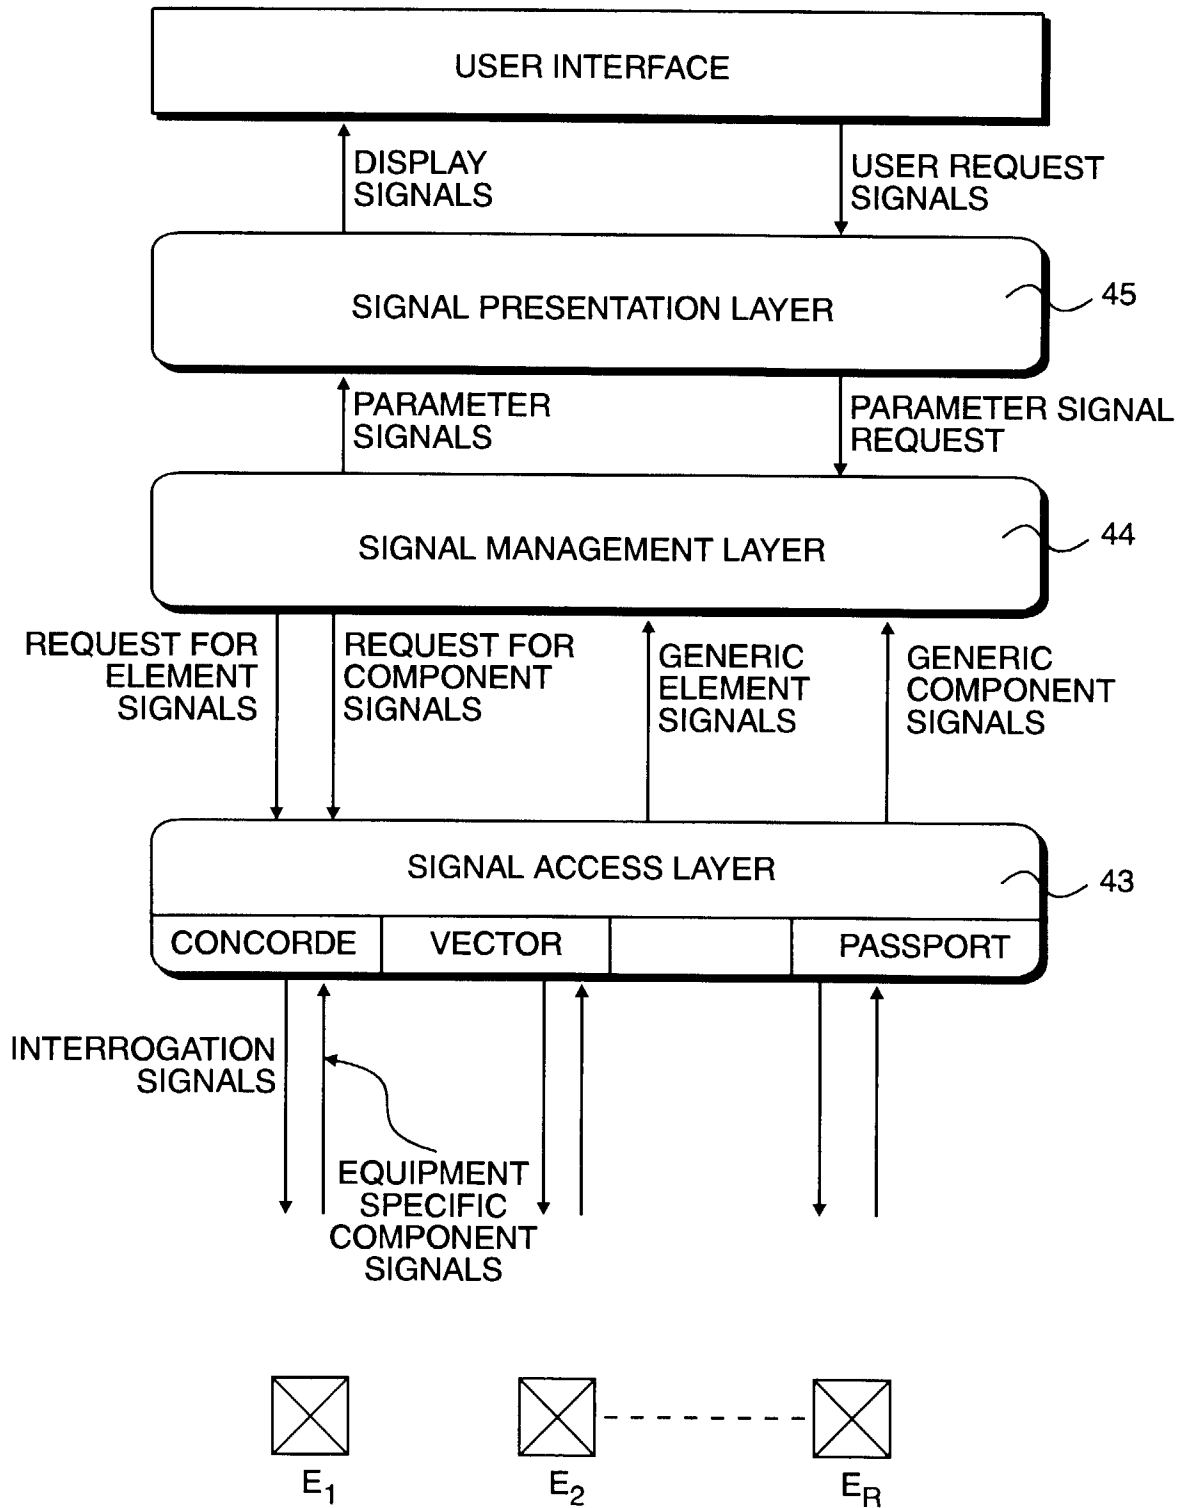 USER INTERFACE
DISPLAY
SIGNALS
USER REQUEST
SIGNALS
SIGNAL PRESENTATION LAYER
45
PARAMETER
SIGNALS
PARAMETER SIGNAL
REQUEST
SIGNAL MANAGEMENT LAYER
44
REQUEST FOR
ELEMENT
SIGNALS
REQUEST FOR
COMPONENT
SIGNALS
GENERIC
ELEMENT
SIGNALS
GENERIC
COMPONENT
SIGNALS
SIGNAL ACCESS LAYER
43
CONCORDE
VECTOR
PASSPORT
INTERROGATION
SIGNALS
EQUIPMENT
SPECIFIC
COMPONENT
SIGNALS
E1
E2
ER